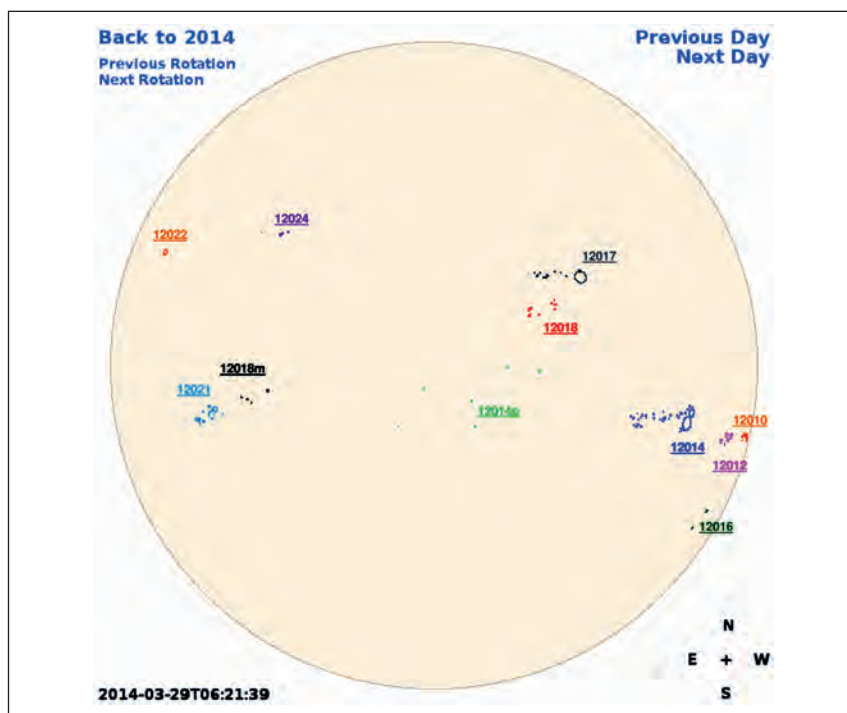 Back to 2014
Previous Rotation
Next Rotation
Previous Day
Next Day
12024
12022
12017
12018
12018m
12021
12014p
12010
12014
12012
12016
N
E + W
S
2014-03-29T06:21:39